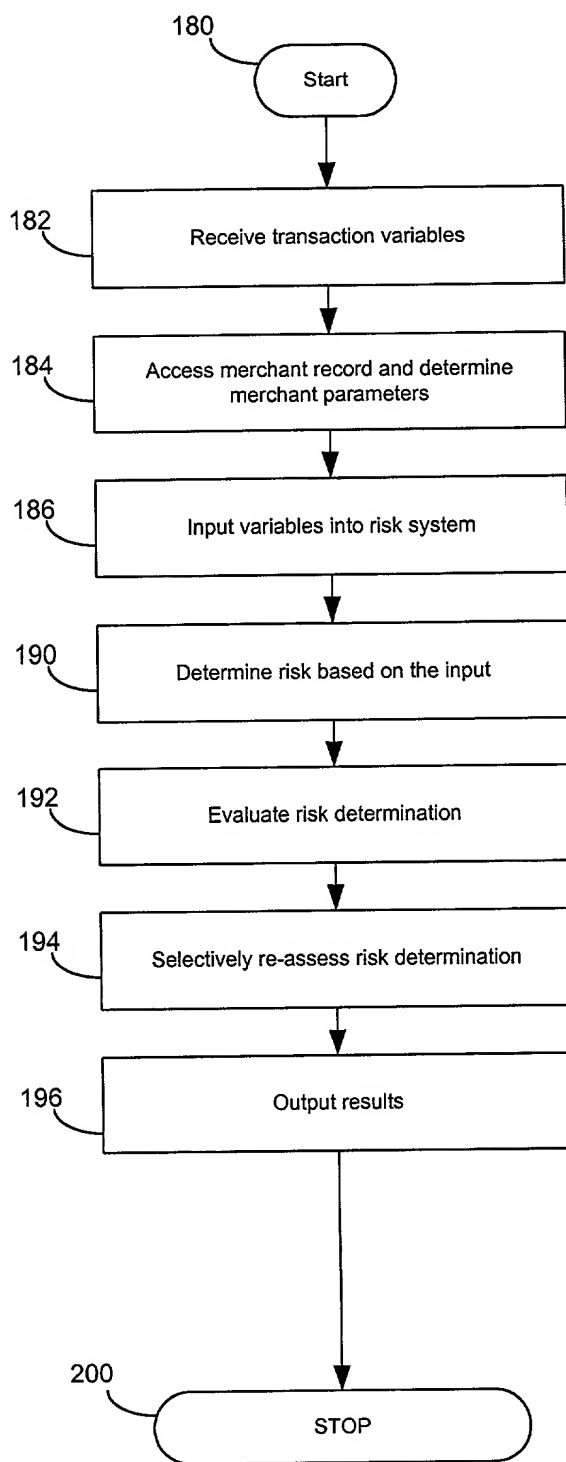 180
Start
182
Receive transaction variables
184
Access merchant record and determine
merchant parameters
186
Input variables into risk system
190
Determine risk based on the input
192
Evaluate risk determination
194
Selectively re-assess risk determination
196
Output results
200
STOP